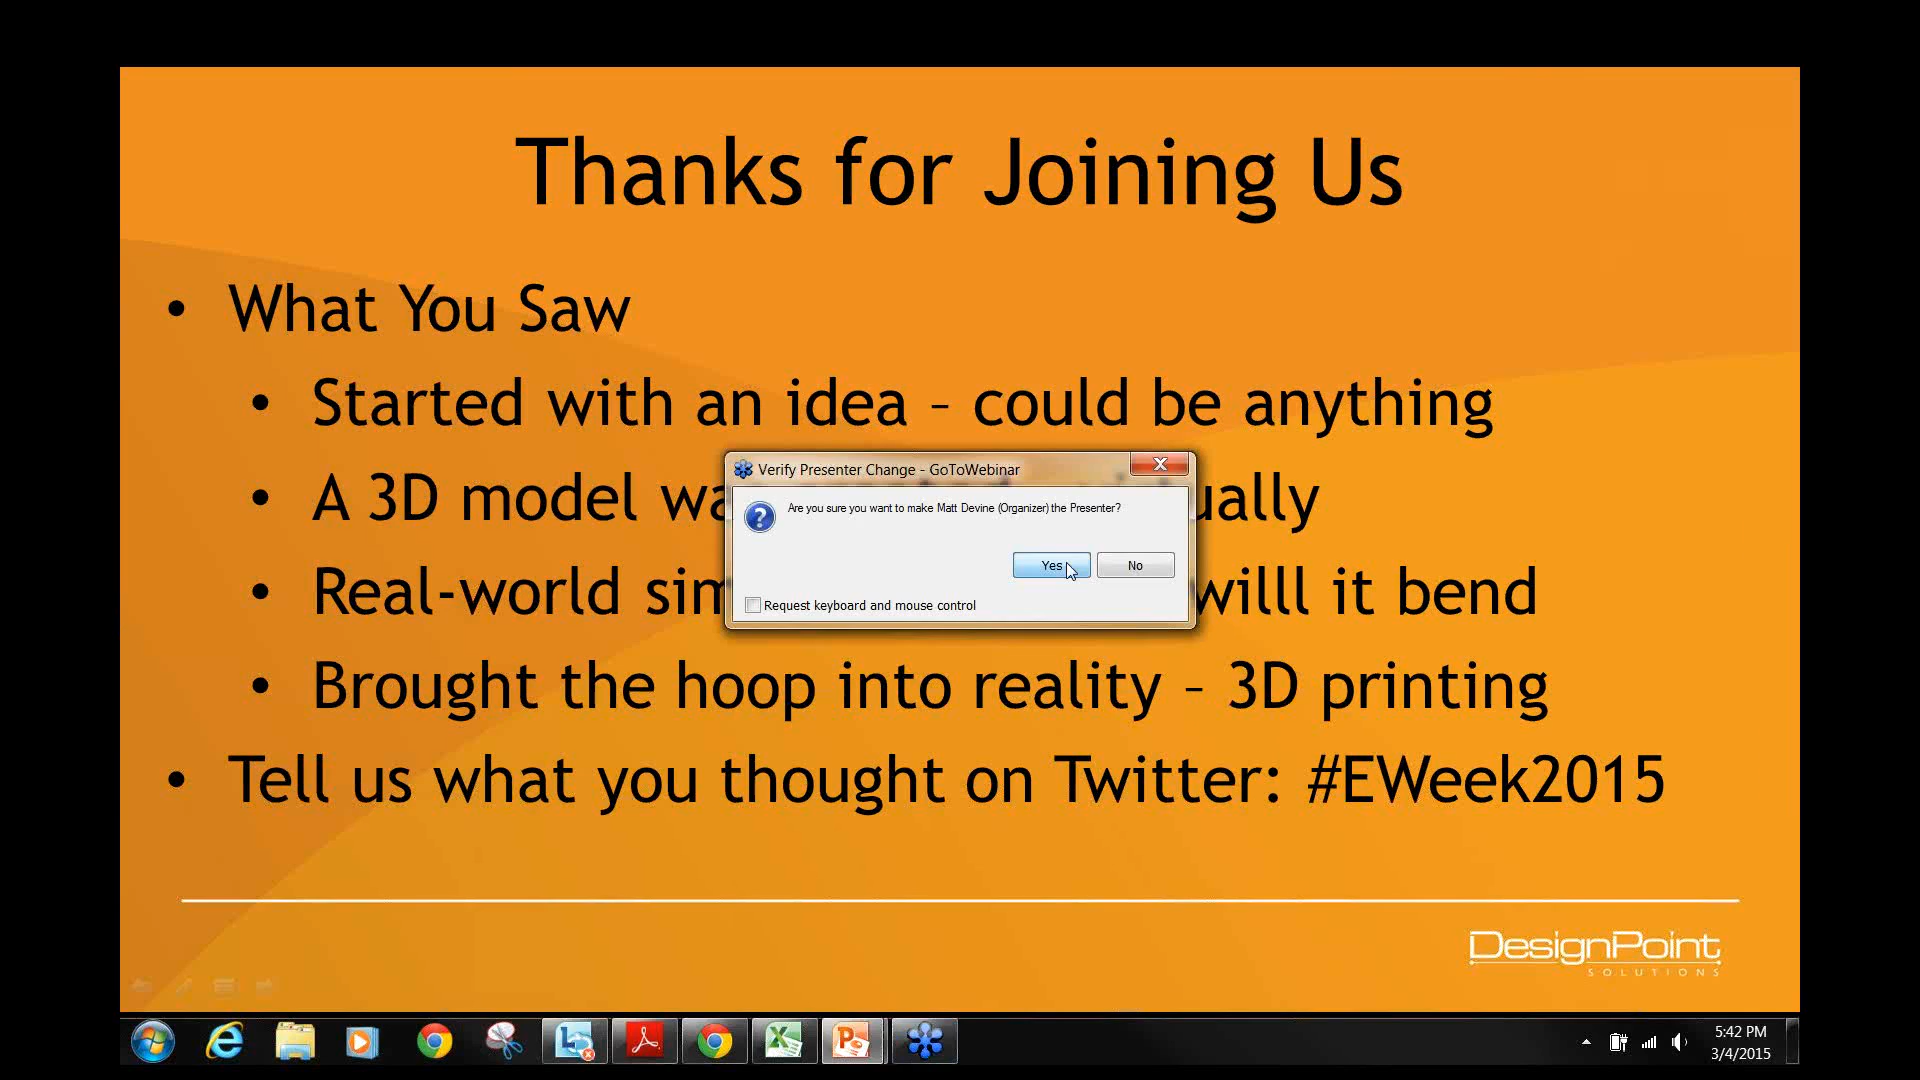 Thanks for Joining Us
• What You Saw
• Started with an idea – could be anything
• A 3D model ually
• Real-world willl it bend
• Brought the hoop into reality – 3D printing
• Tell us what you thought on Twitter: #EWeek2015
Verify Presenter Change - GoToWebinar
Are you sure you want to make Matt Devine (Organizer) the Presenter?
Yes No
Request keyboard and mouse control
DesignPoint
SOLUTIONS
5:42 PM
3/4/2015